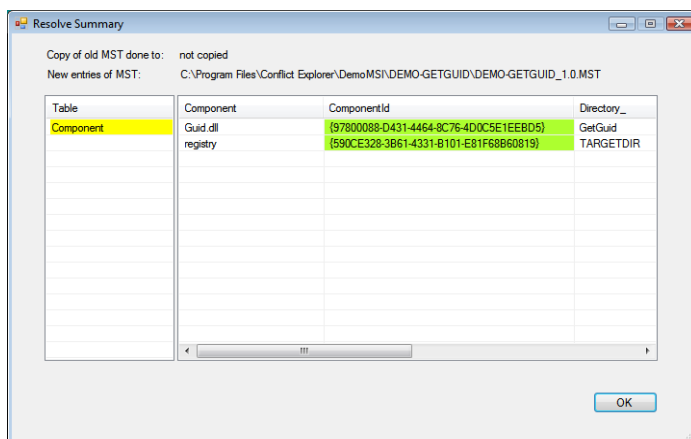 Resolve Summary
Copy of old MST done to: not copied
New entries of MST: C:\Program Files\Conflict Explorer\DemoMSI\DEMO-GETGUID\DEMO-GETGUID_1.0.MST
Table Component ComponentId Directory_
Component Guid.dll {97800088-D431-4464-8C76-4D0C5E1EEBD5} GetGuid
registry {590CE328-3B61-4331-B101-E81F68B60819} TARGETDIR
OK